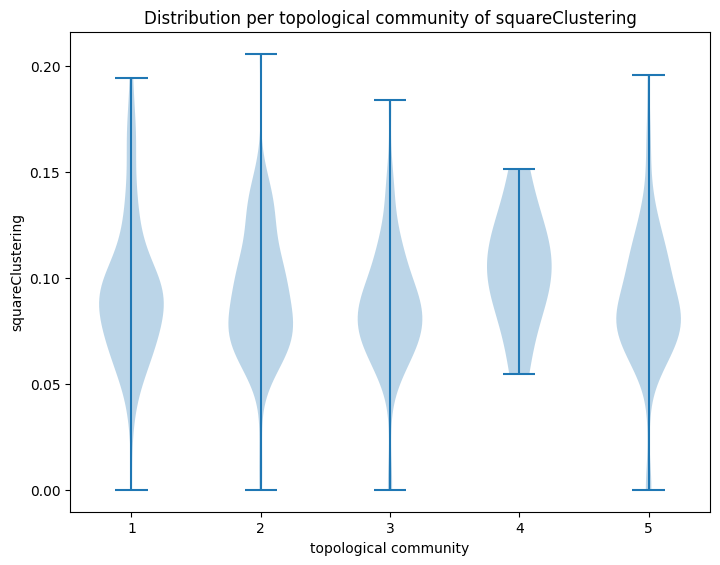 Distribution per topological community of squareClustering
squareClustering
0.20
0.15
0.10
0.05
0.00
1 2 3 4 5
topological community